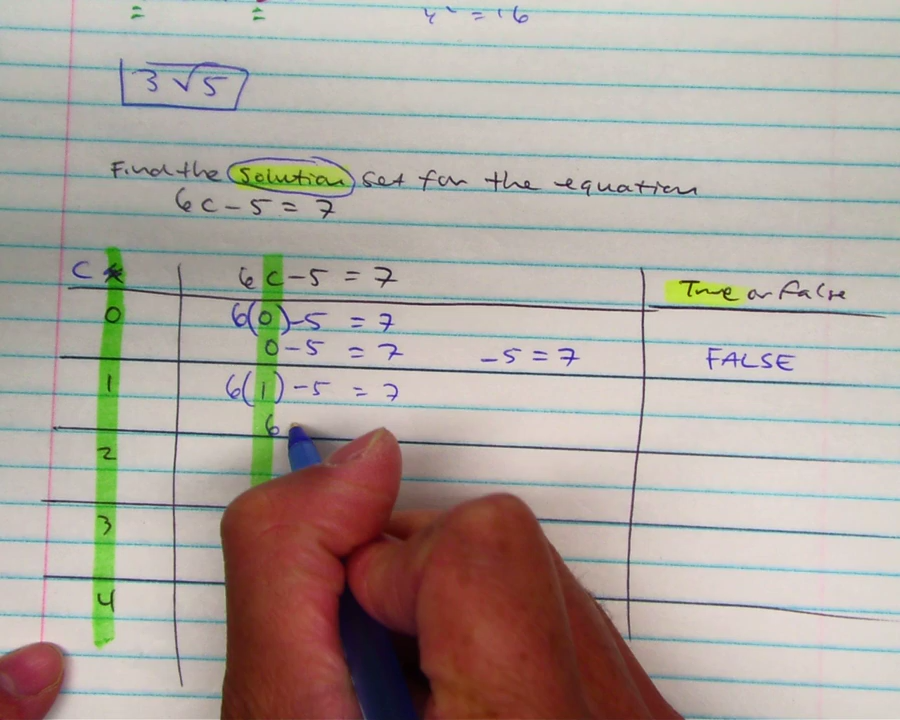 = =
4² = 16
3√5
Find the solution set for the equation
6c - 5 = 7
C 6c - 5 = 7 True or False
0 6(0) - 5 = 7
0 - 5 = 7 -5 = 7 FALSE
1 6(1) - 5 = 7
6
2
3
4